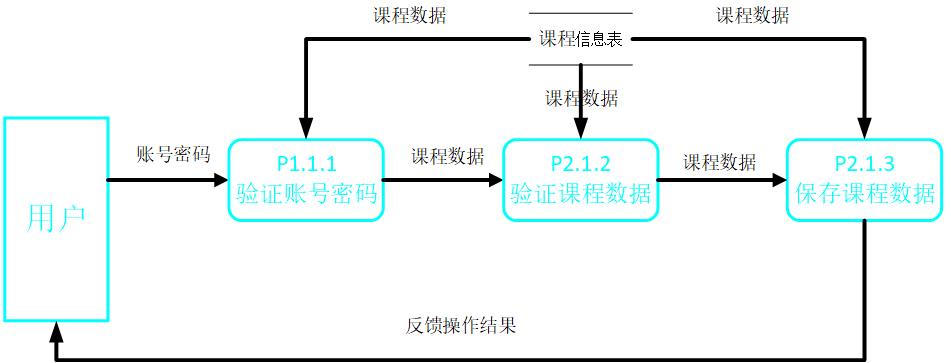 课程数据
课程数据
课程信息表
课程数据
账号密码
课程数据
课程数据
P1.1.1
验证账号密码
P2.1.2
验证课程数据
P2.1.3
保存课程数据
用户
反馈操作结果